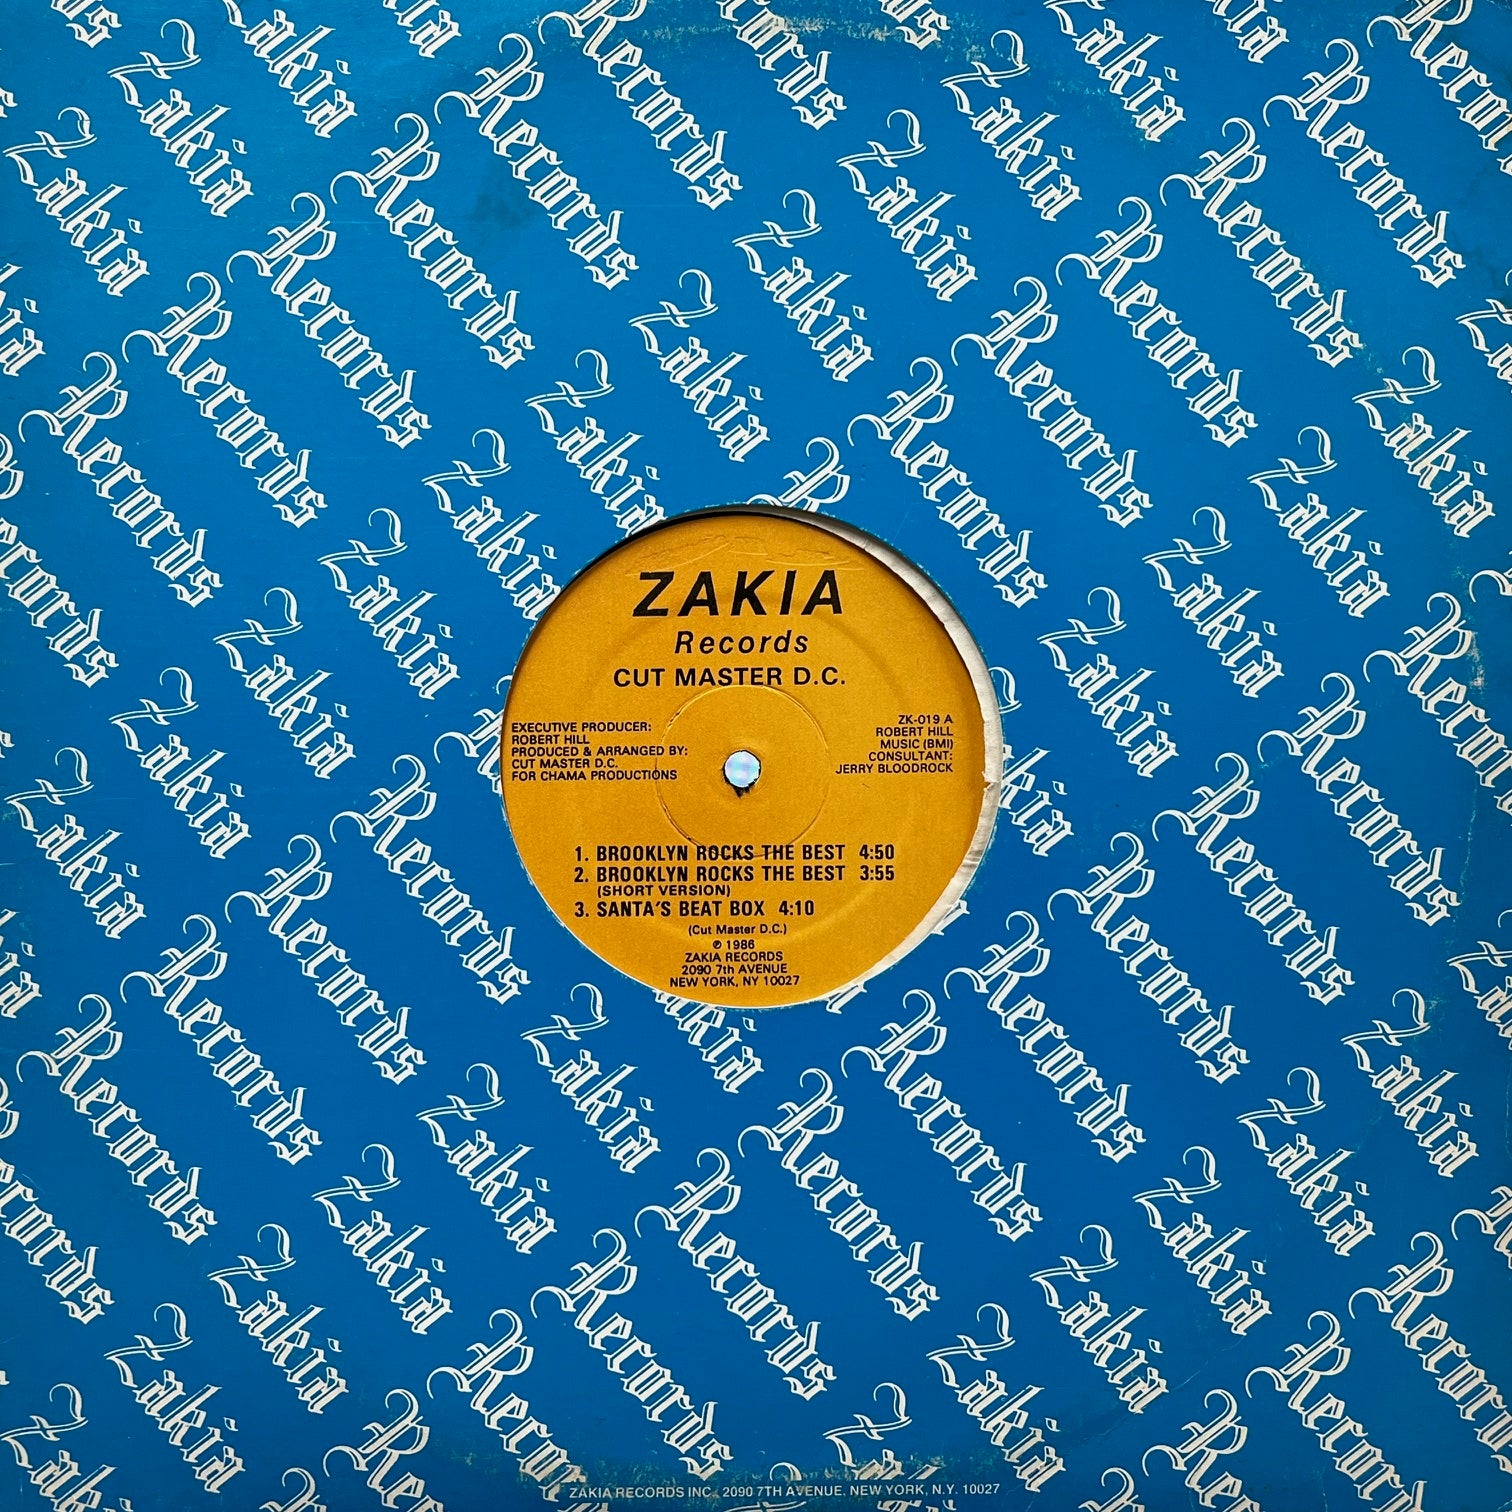 Zakia Records
ZAKIA
Records
CUT MASTER D.C.
EXECUTIVE PRODUCER:
ROBERT HILL
PRODUCED & ARRANGED BY:
CUT MASTER D.C.
FOR CHAMA PRODUCTIONS
ZK-019 A
ROBERT HILL
MUSIC (BMI)
CONSULTANT:
JERRY BLOODROCK
1. BROOKLYN ROCKS THE BEST 4:50
2. BROOKLYN ROCKS THE BEST 3:55
(SHORT VERSION)
3. SANTA'S BEAT BOX 4:10
(Cut Master D.C.)
℗ 1986
ZAKIA RECORDS
2090 7th AVENUE
NEW YORK, NY 10027
ZAKIA RECORDS INC., 2090 7TH AVENUE, NEW YORK, N.Y. 10027